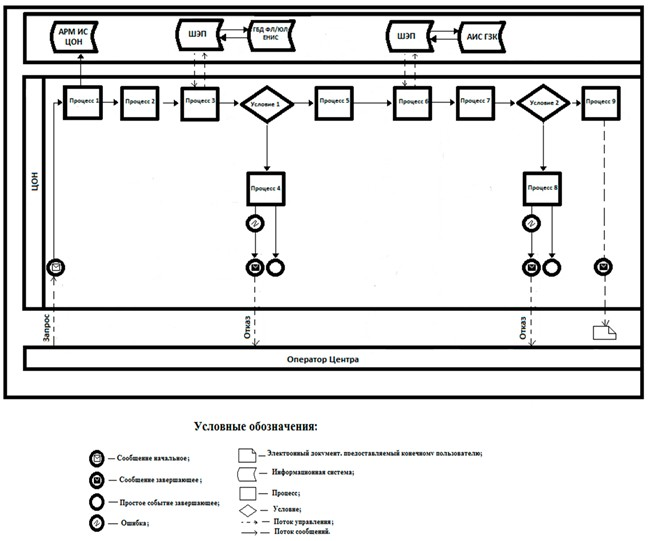 АРМ ИС
ЦОН
ШЭП
ГБД ФЛ/ЮЛ
ЕНИС
ШЭП
АИС ГЗК
ЦОН
Процесс 1
Процесс 2
Процесс 3
Условие 1
Процесс 5
Процесс 6
Процесс 7
Условие 2
Процесс 9
Процесс 4
Процесс 8
Запрос
Отказ
Отказ
Оператор Центра
Условные обозначения:
— Сообщение начальное;
— Сообщение завершающее;
— Простое событие завершающее;
— Ошибка;
— Электронный документ, предоставляемый конечному пользователю;
— Информационная система;
— Процесс;
— Условие;
— Поток управления;
— Поток сообщений.